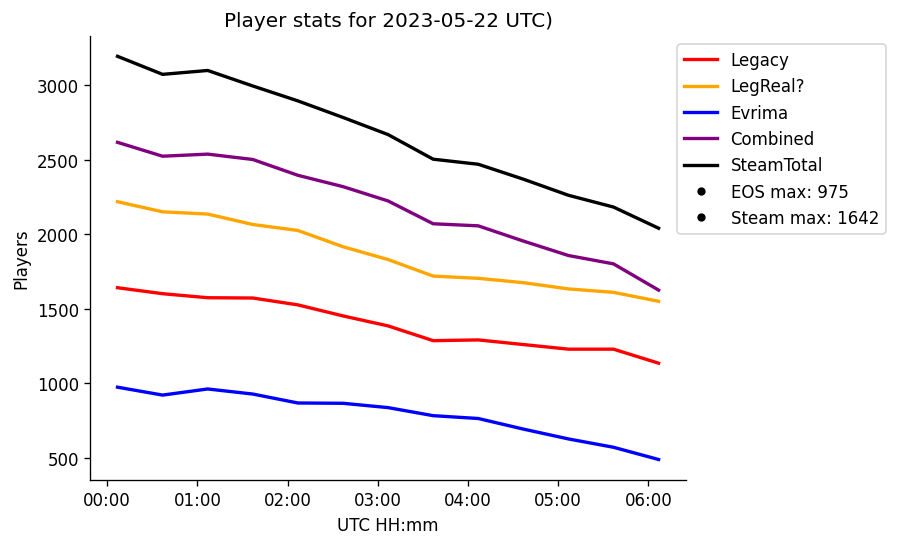 Player stats for 2023-05-22 UTC)
Players
3000
2500
2000
1500
1000
500
00:00 01:00 02:00 03:00 04:00 05:00 06:00
UTC HH:mm
Legacy
LegReal?
Evrima
Combined
SteamTotal
EOS max: 975
Steam max: 1642